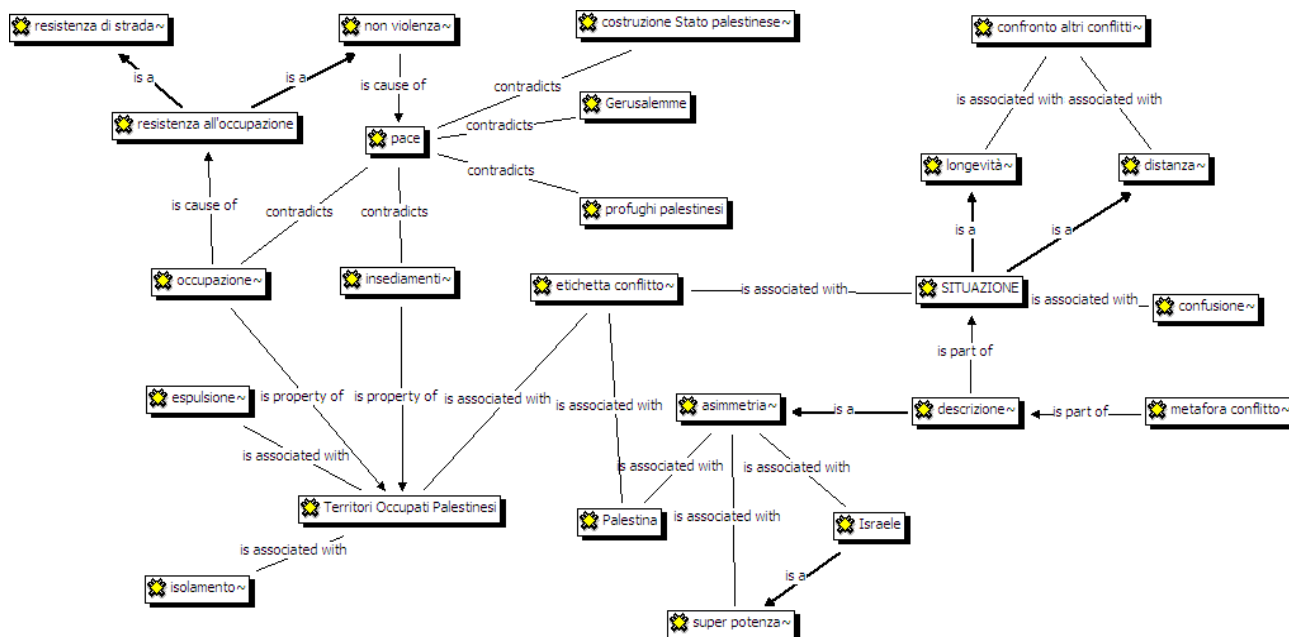 resistenza di strada~
non violenza~
costruzione Stato palestinese~
confronto altri conflitti~
is a
is a
is cause of
contradicts
is associated with
associated with
Gerusalemme~
contradicts
resistenza all'occupazione~
pace~
contradicts
longevità~
distanza~
profughi palestinesi~
is cause of
contradicts
contradicts
is a
is a
occupazione~
insediamenti~
etichetta conflitto~
is associated with
SITUAZIONE
is associated with
confusione~
is part of
espulsione~
is property of
is property of
is associated with
is associated with
asimmetria~
is a
descrizione~
is part of
metafora conflitto~
is associated with
is associated with
is associated with
Territori Occupati Palestinesi
Palestina~
is associated with
Israele
is associated with
isolamento~
is a
super potenza~